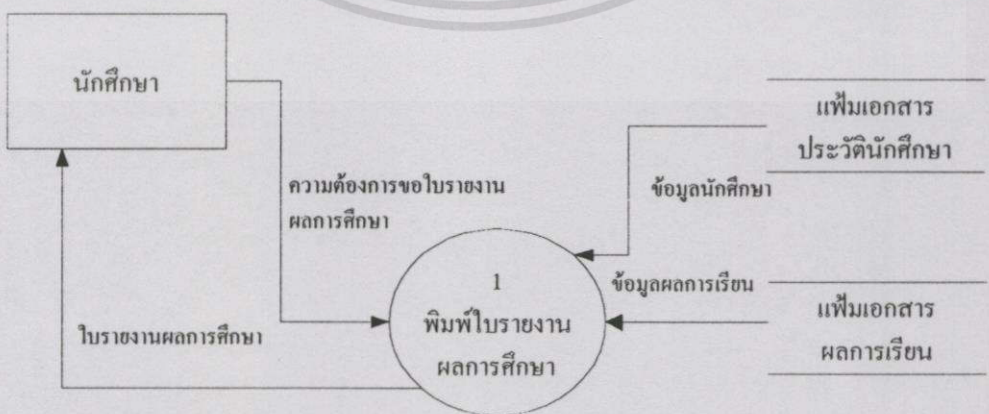 นักศึกษา
แฟ้มเอกสาร
ประวัตินักศึกษา
ความต้องการขอใบรายงาน
ผลการศึกษา
ข้อมูลนักศึกษา
1
พิมพ์ใบรายงาน
ผลการศึกษา
ข้อมูลผลการเรียน
แฟ้มเอกสาร
ผลการเรียน
ใบรายงานผลการศึกษา